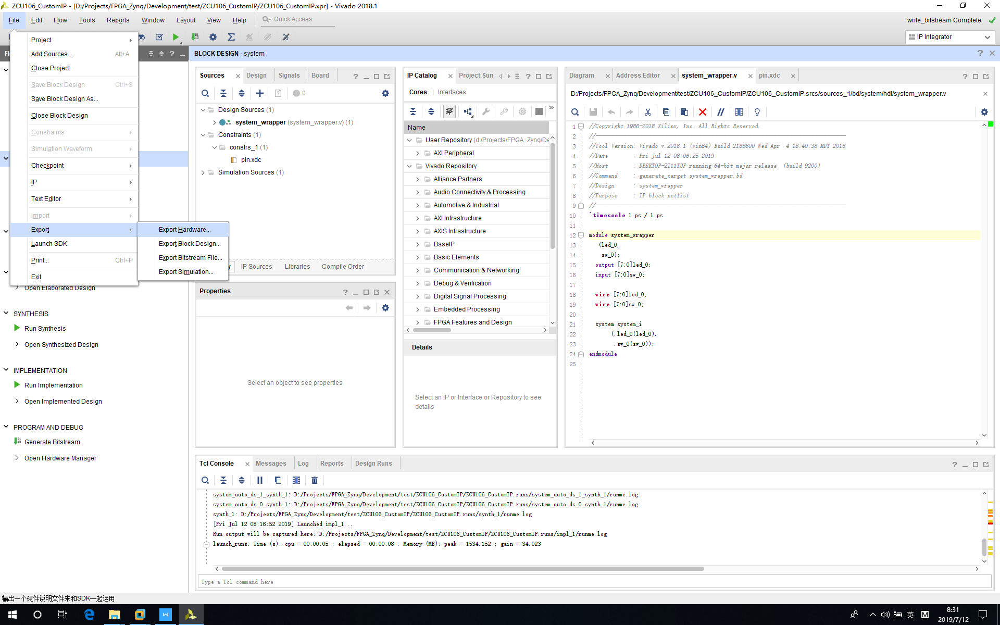 ZCU106_CustomIP - [D:/Projects/FPGA_Zynq/Development/test/ZCU106_CustomIP/ZCU106_CustomIP.xpr] - Vivado 2018.1
File Edit Flow Tools Reports Window Layout View Help Quick Access
write_bitstream Complete
IP Integrator
Project
Add Sources... Alt+A
Close Project
Save Block Design Ctrl+S
Save Block Design As...
Close Block Design
Constraints
Simulation Waveform
Checkpoint
IP
Text Editor
Import
Export
Launch SDK
Print... Ctrl+P
Exit
Export Hardware...
Export Block Design...
Export Bitstream File...
Export Simulation...
Open Elaborated Design
SYNTHESIS
Run Synthesis
Open Synthesized Design
IMPLEMENTATION
Run Implementation
Open Implemented Design
PROGRAM AND DEBUG
Generate Bitstream
Open Hardware Manager
BLOCK DESIGN - system
Sources Design Signals Board
0
Design Sources (1)
system_wrapper (system_wrapper.v) (1)
Constraints (1)
constrs_1 (1)
pin.xdc
Simulation Sources (1)
IP Sources Libraries Compile Order
Properties
Select an object to see properties
IP Catalog Project Sum
Cores | Interfaces
Name
User Repository (d:/Projects/FPGA_Zynq/De
AXI Peripheral
Vivado Repository
Alliance Partners
Audio Connectivity & Processing
Automotive & Industrial
AXI Infrastructure
AXIS Infrastructure
BaseIP
Basic Elements
Communication & Networking
Debug & Verification
Digital Signal Processing
Embedded Processing
FPGA Features and Design
Details
Select an IP or Interface or Repository to see
details
Diagram Address Editor system_wrapper.v pin.xdc
D:/Projects/FPGA_Zynq/Development/test/ZCU106_CustomIP/ZCU106_CustomIP.srcs/sources_1/bd/system/hdl/system_wrapper.v
1 //Copyright 1986-2018 Xilinx, Inc. All Rights Reserved.
2 //--------------------------------------------------------------------------------
3 //Tool Version: Vivado v.2018.1 (win64) Build 2188600 Wed Apr  4 18:40:38 MDT 2018
4 //Date        : Fri Jul 12 08:06:25 2019
5 //Host        : DESKTOP-2I11TUF running 64-bit major release  (build 9200)
6 //Command     : generate_target system_wrapper.bd
7 //Design      : system_wrapper
8 //Purpose     : IP block netlist
9 //--------------------------------------------------------------------------------
10 `timescale 1 ps / 1 ps
11
12 module system_wrapper
13 (led_0,
14 sw_0);
15 output [7:0]led_0;
16 input [7:0]sw_0;
17
18 wire [7:0]led_0;
19 wire [7:0]sw_0;
20
21 system system_i
22 (.led_0(led_0),
23 .sw_0(sw_0));
24 endmodule
25
Tcl Console Messages Log Reports Design Runs
system_auto_ds_1_synth_1: D:/Projects/FPGA_Zynq/Development/test/ZCU106_CustomIP/ZCU106_CustomIP.runs/system_auto_ds_1_synth_1/runme.log
system_auto_ds_0_synth_1: D:/Projects/FPGA_Zynq/Development/test/ZCU106_CustomIP/ZCU106_CustomIP.runs/system_auto_ds_0_synth_1/runme.log
synth_1: D:/Projects/FPGA_Zynq/Development/test/ZCU106_CustomIP/ZCU106_CustomIP.runs/synth_1/runme.log
[Fri Jul 12 08:16:52 2019] Launched impl_1...
Run output will be captured here: D:/Projects/FPGA_Zynq/Development/test/ZCU106_CustomIP/ZCU106_CustomIP.runs/impl_1/runme.log
launch_runs: Time (s): cpu = 00:00:05 ; elapsed = 00:00:08 . Memory (MB): peak = 1534.152 ; gain = 34.023
Type a Tcl command here
输出一个硬件说明文件来和SDK一起运用
英 M
8:31
2019/7/12